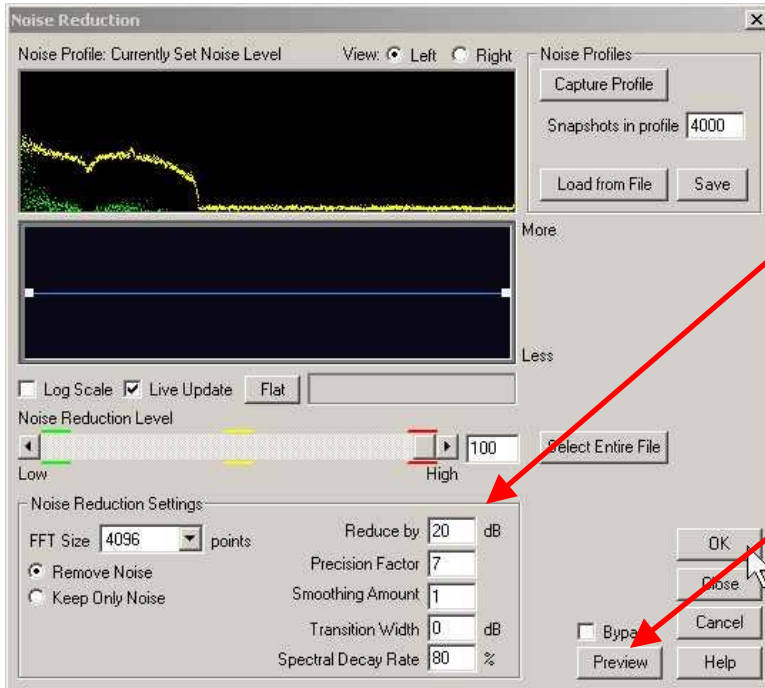 Noise Reduction
Noise Profile: Currently Set Noise Level
View: Left Right
Noise Profiles
Capture Profile
Snapshots in profile 4000
Load from File Save
More
Less
Log Scale Live Update Flat
Noise Reduction Level
100
Select Entire File
Low High
Noise Reduction Settings
FFT Size 4096 points
Remove Noise
Keep Only Noise
Reduce by 20 dB
Precision Factor 7
Smoothing Amount 1
Transition Width 0 dB
Spectral Decay Rate 80 %
OK
Close
Cancel
Preview
Help